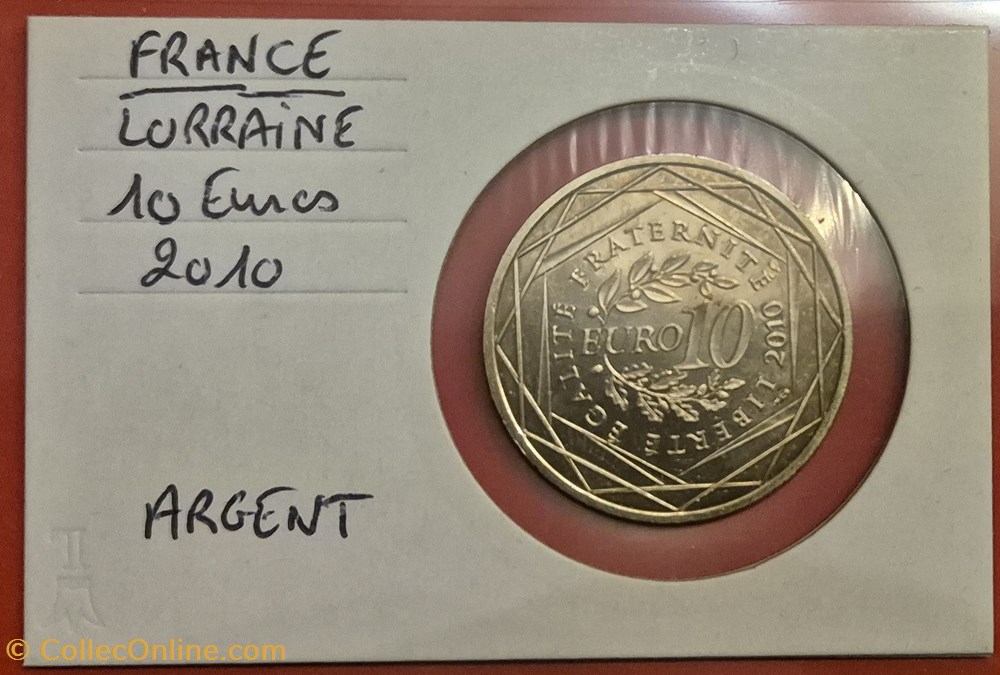 FRANCE
LORRAINE
10 Euros
2010
ARGENT
LIBERTÉ ÉGALITÉ FRATERNITÉ
EURO 10
2010
© CollecOnline.com